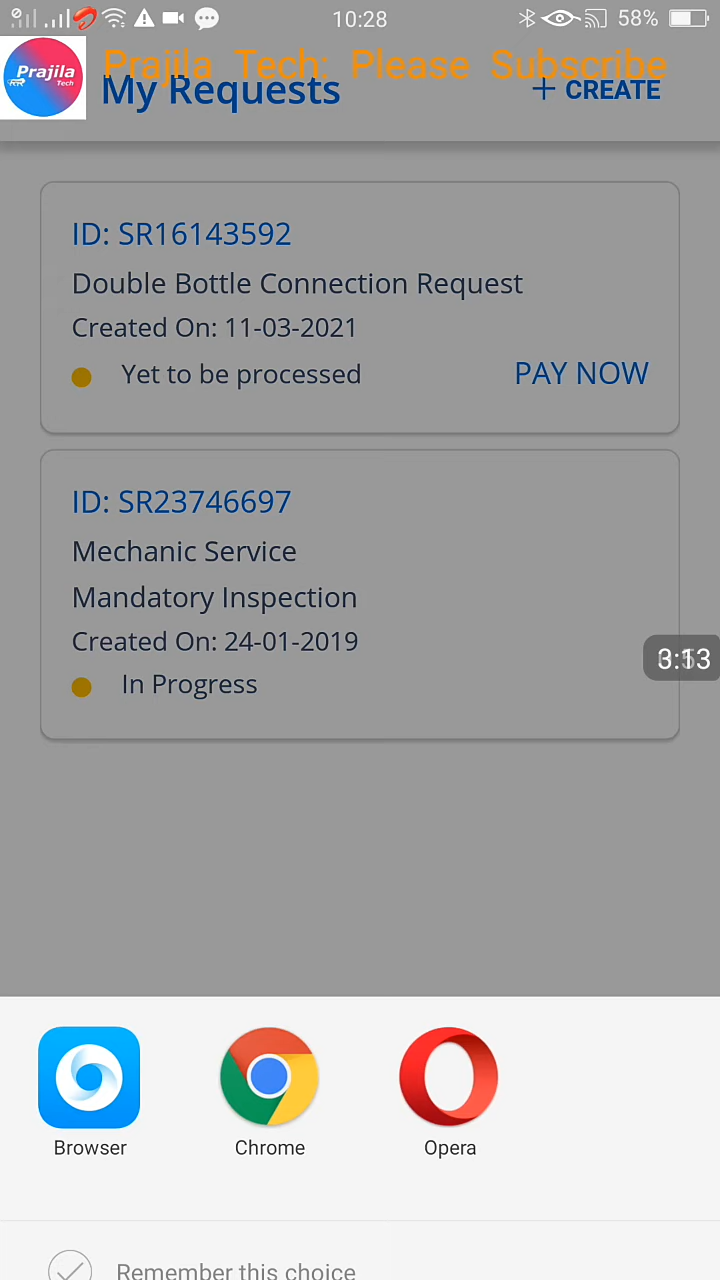 10:28
58%
Prajila Tech: Please Subscribe
Prajila
Tech
My Requests
+ CREATE
ID: SR16143592
Double Bottle Connection Request
Created On: 11-03-2021
Yet to be processed
PAY NOW
ID: SR23746697
Mechanic Service
Mandatory Inspection
Created On: 24-01-2019
3:13
In Progress
Browser
Chrome
Opera
Remember this choice